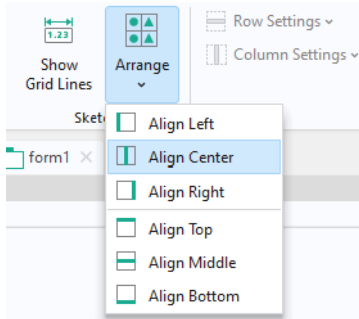 1.23
Show
Grid Lines
Arrange
Row Settings
Column Settings
form1
Align Left
Align Center
Align Right
Align Top
Align Middle
Align Bottom